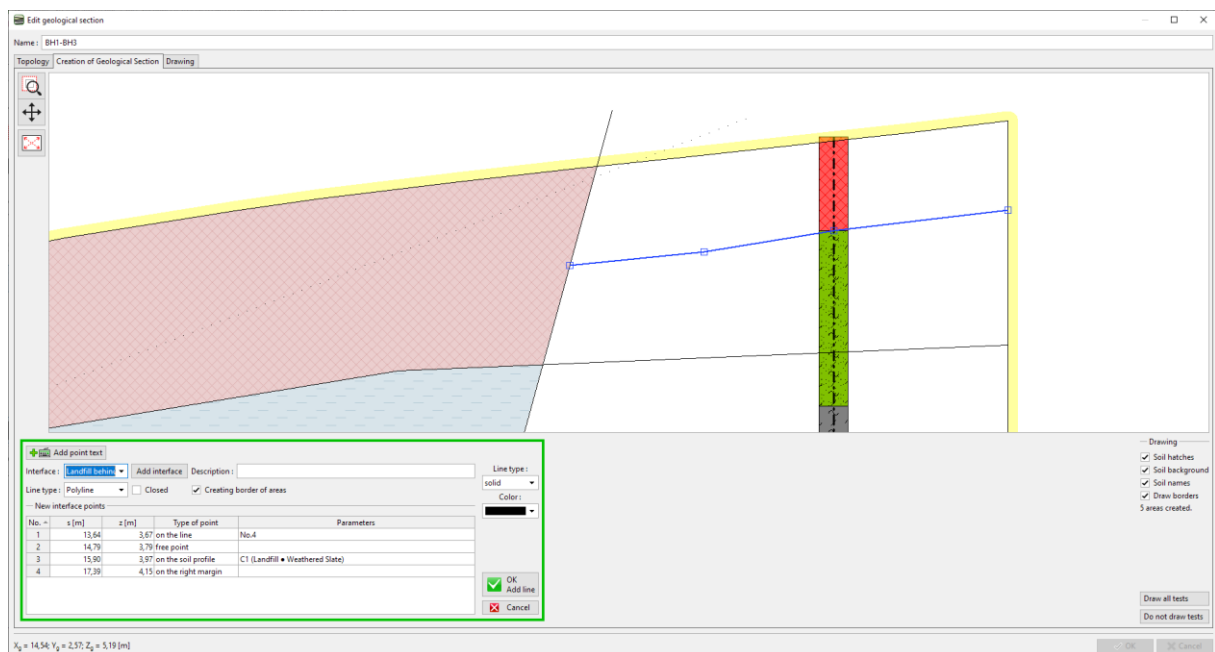 Edit geological section
Name : BH1-BH3
Topology Creation of Geological Section Drawing
Add point text
Interface : Landfill behin Add interface Description :
Line type : Polyline Closed Creating border of areas
Line type :
solid
Color :
New interface points
No. s [m] z [m] Type of point Parameters
1 13,64 3,67 on the line No.4
2 14,79 3,79 free point
3 15,90 3,97 on the soil profile C1 (Landfill ● Weathered Slate)
4 17,39 4,15 on the right margin
OK
Add line
Cancel
Drawing
Soil hatches
Soil background
Soil names
Draw borders
5 areas created.
Draw all tests
Do not draw tests
Xg = 14,54; Yg = 2,57; Zg = 5,19 [m]
OK Cancel